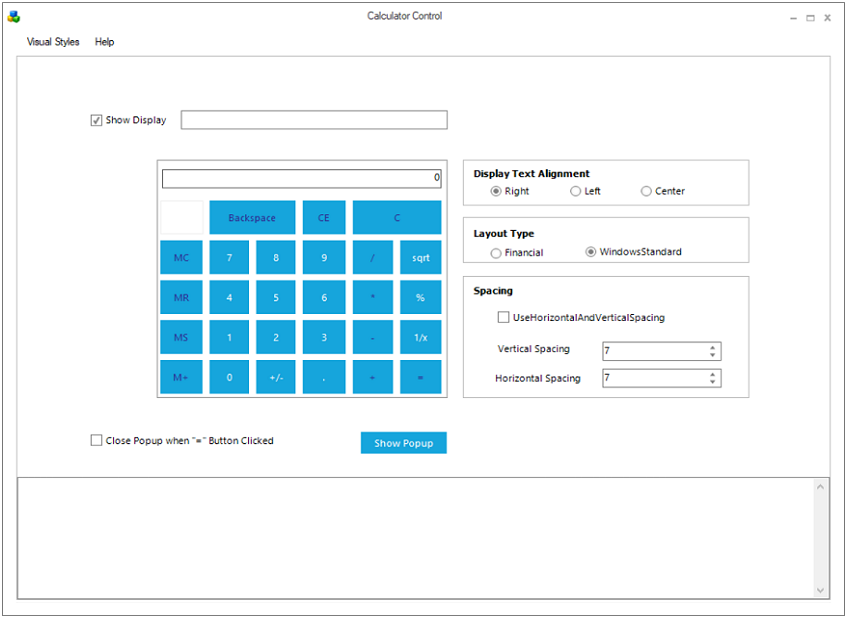 Calculator Control
Visual Styles Help
Show Display
0
Backspace CE C
MC 7 8 9 / sqrt
MR 4 5 6 * %
MS 1 2 3 - 1/x
M+ 0 +/- . + =
Display Text Alignment
Right Left Center
Layout Type
Financial WindowsStandard
Spacing
UseHorizontalAndVerticalSpacing
Vertical Spacing 7
Horizontal Spacing 7
Close Popup when "=" Button Clicked Show Popup